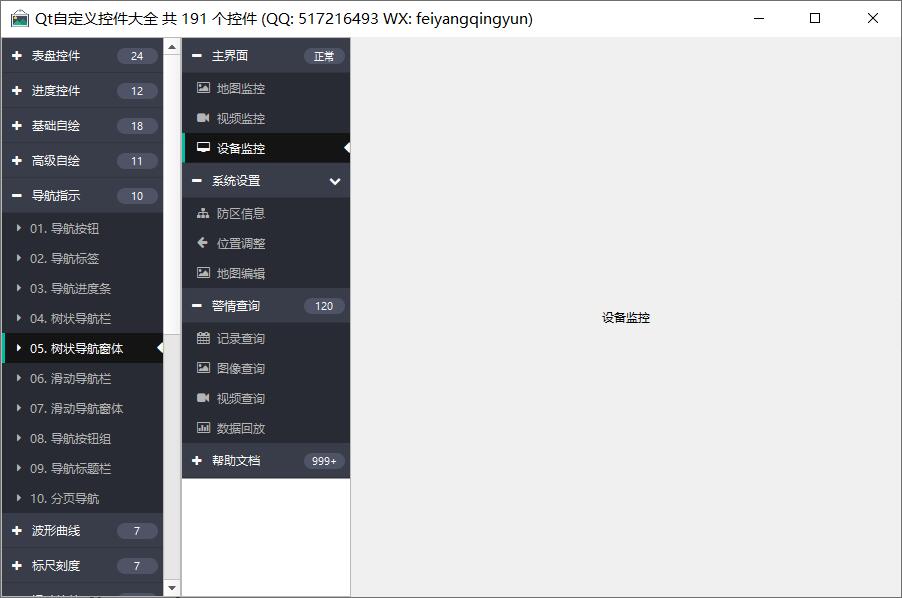 Qt自定义控件大全 共 191 个控件 (QQ: 517216493 WX: feiyangqingyun)
表盘控件 24
进度控件 12
基础自绘 18
高级自绘 11
导航指示 10
01. 导航按钮
02. 导航标签
03. 导航进度条
04. 树状导航栏
05. 树状导航窗体
06. 滑动导航栏
07. 滑动导航窗体
08. 导航按钮组
09. 导航标题栏
10. 分页导航
波形曲线 7
标尺刻度 7
主界面 正常
地图监控
视频监控
设备监控
系统设置
防区信息
位置调整
地图编辑
警情查询 120
记录查询
图像查询
视频查询
数据回放
帮助文档 999+
设备监控